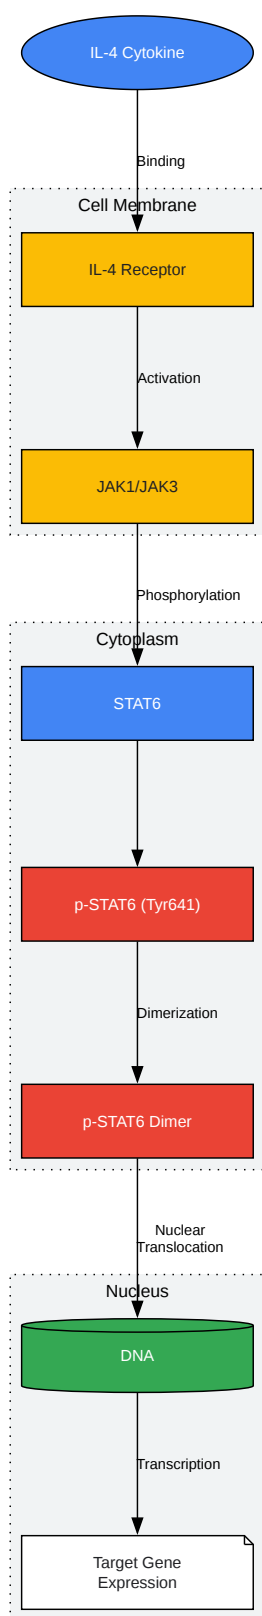 IL-4 Cytokine
Binding
Cell Membrane
IL-4 Receptor
Activation
JAK1/JAK3
Phosphorylation
Cytoplasm
STAT6
p-STAT6 (Tyr641)
Dimerization
p-STAT6 Dimer
Nuclear
Translocation
Nucleus
DNA
Transcription
Target Gene
Expression